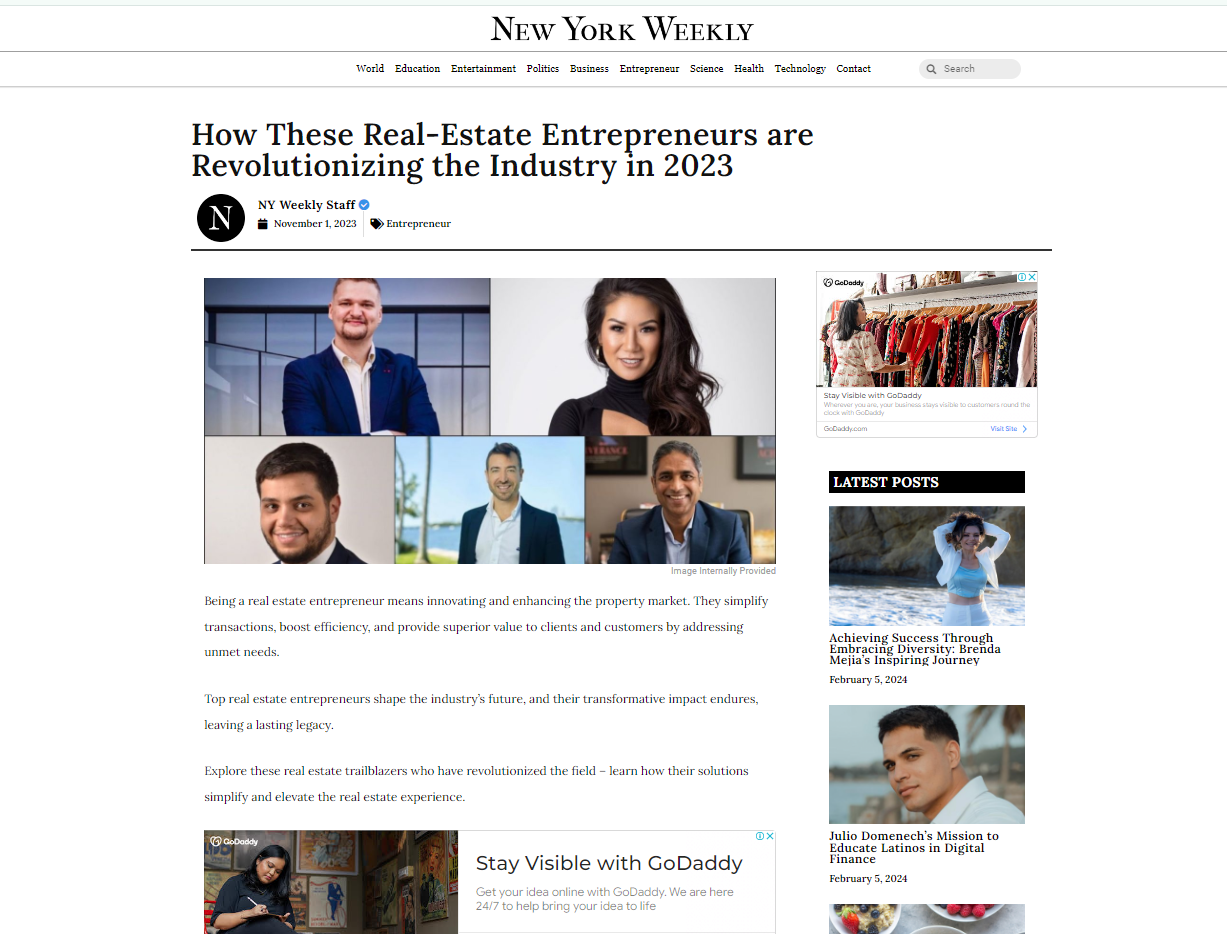 NEW YORK WEEKLY
World Education Entertainment Politics Business Entrepreneur Science Health Technology Contact
Search
How These Real-Estate Entrepreneurs are
Revolutionizing the Industry in 2023
N
NY Weekly Staff
November 1, 2023 Entrepreneur
Image Internally Provided
Being a real estate entrepreneur means innovating and enhancing the property market. They simplify
transactions, boost efficiency, and provide superior value to clients and customers by addressing
unmet needs.
Top real estate entrepreneurs shape the industry's future, and their transformative impact endures,
leaving a lasting legacy.
Explore these real estate trailblazers who have revolutionized the field – learn how their solutions
simplify and elevate the real estate experience.
GoDaddy
Stay Visible with GoDaddy
Get your idea online with GoDaddy. We are here
24/7 to help bring your idea to life
GoDaddy
Stay Visible with GoDaddy
Wherever you are, your business stays visible to customers round the
clock with GoDaddy
GoDaddy.com Visit Site
LATEST POSTS
Achieving Success Through
Embracing Diversity: Brenda
Mejia's Inspiring Journey
February 5, 2024
Julio Domenech's Mission to
Educate Latinos in Digital
Finance
February 5, 2024